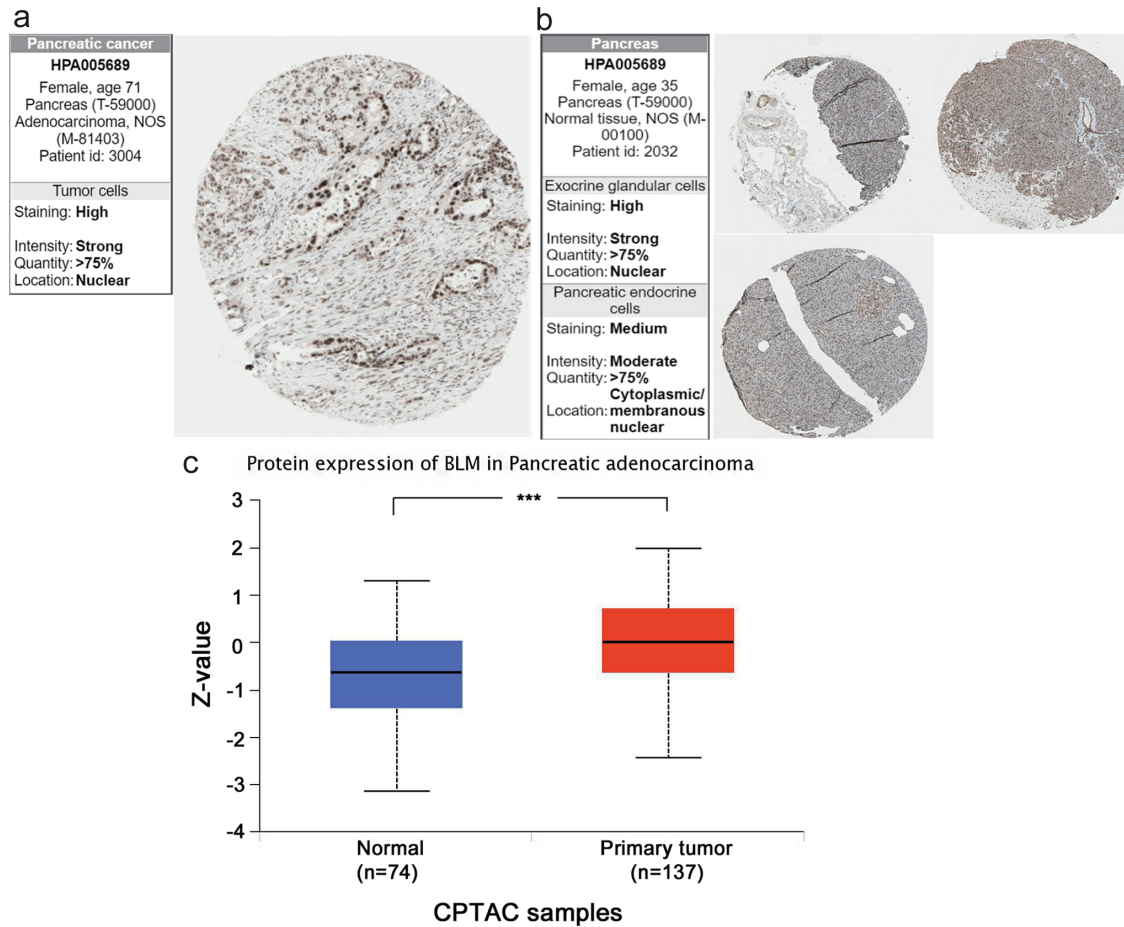 a
Pancreatic cancer
HPA005689
Female, age 71
Pancreas (T-59000)
Adenocarcinoma, NOS
(M-81403)
Patient id: 3004
Tumor cells
Staining: High
Intensity: Strong
Quantity: >75%
Location: Nuclear
b
Pancreas
HPA005689
Female, age 35
Pancreas (T-59000)
Normal tissue, NOS (M-
00100)
Patient id: 2032
Exocrine glandular cells
Staining: High
Intensity: Strong
Quantity: >75%
Location: Nuclear
Pancreatic endocrine
cells
Staining: Medium
Intensity: Moderate
Quantity: >75%
Cytoplasmic/
Location: membranous
nuclear
c
Protein expression of BLM in Pancreatic adenocarcinoma
***
3
2
1
0
-1
-2
-3
-4
Z-value
Normal
(n=74)
Primary tumor
(n=137)
CPTAC samples